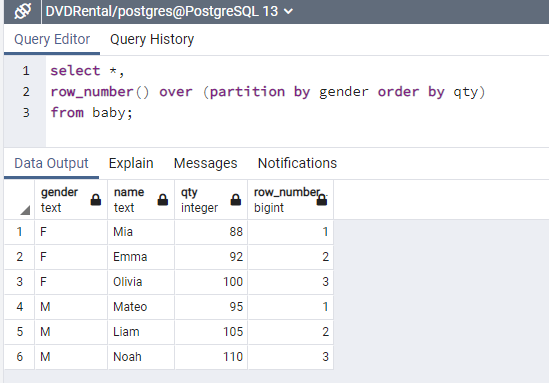 DVDRental/postgres@PostgreSQL 13
Query Editor Query History
1 select *,
2 row_number() over (partition by gender order by qty)
3 from baby;
Data Output Explain Messages Notifications
gender name qty row_number
text text integer bigint
1 F Mia 88 1
2 F Emma 92 2
3 F Olivia 100 3
4 M Mateo 95 1
5 M Liam 105 2
6 M Noah 110 3